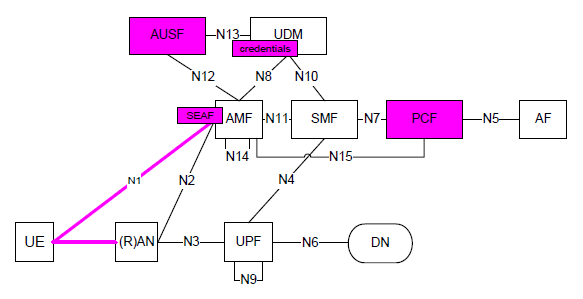 AUSF
N13
UDM
credentials
N12
N8
N10
SEAF
AMF
N11
SMF
N7
PCF
N5
AF
N14
N15
N1
N2
N4
UE
(R)AN
N3
UPF
N6
DN
N9